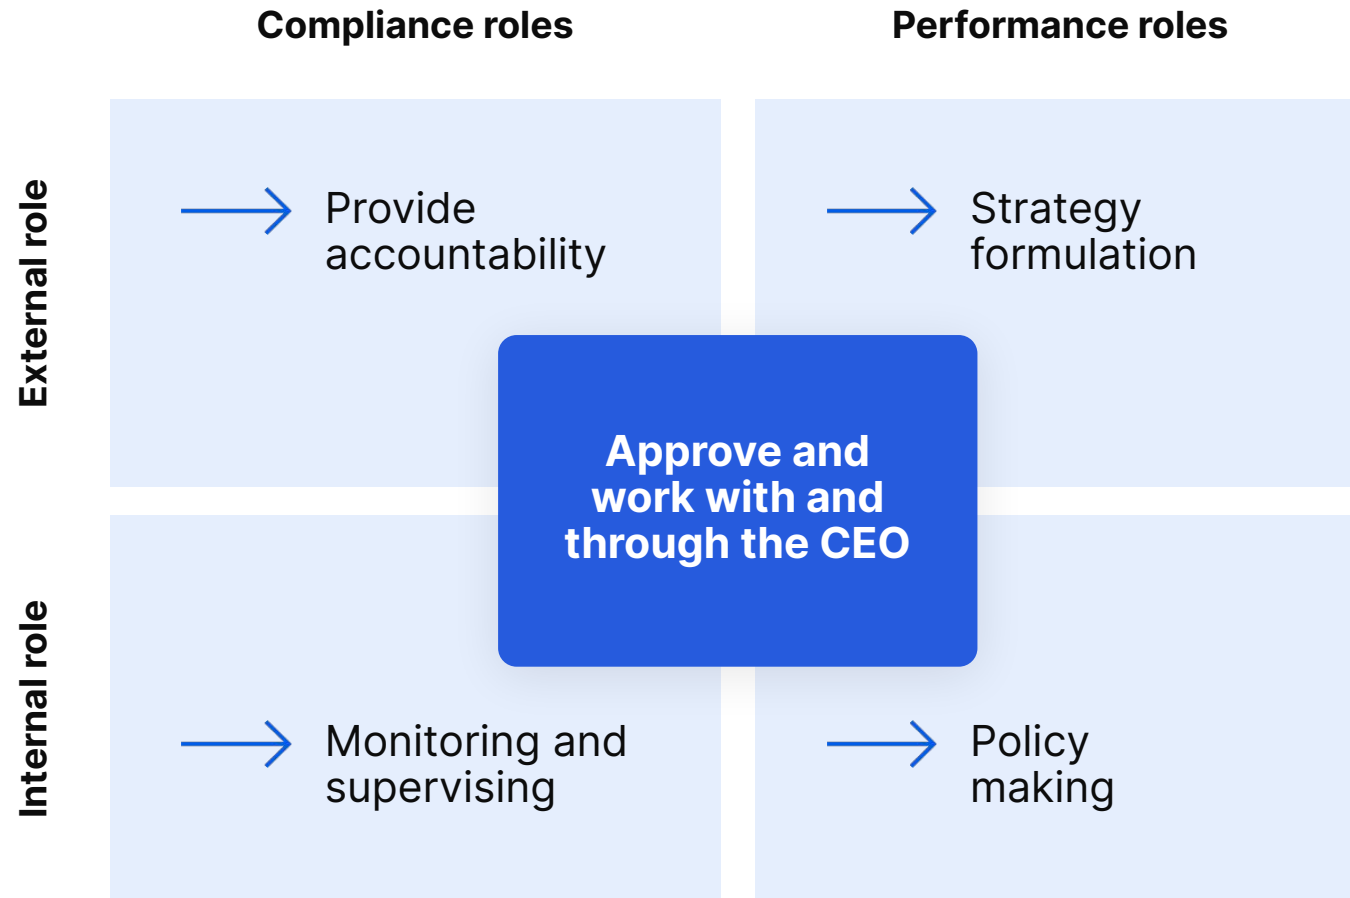 Compliance roles
Performance roles
External role
Provide
accountability
Strategy
formulation
Approve and
work with and
through the CEO
Internal role
Monitoring and
supervising
Policy
making